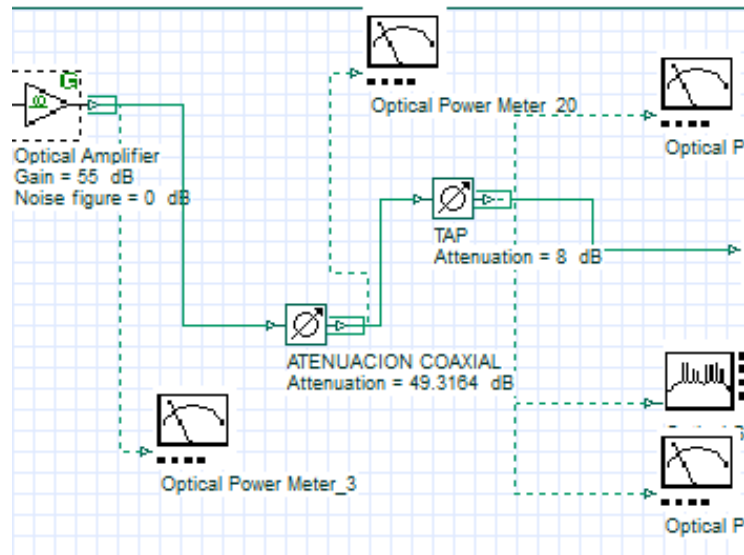 G
Optical Power Meter_20
Optical P
Optical Amplifier
Gain = 55 dB
Noise figure = 0 dB
TAP
Attenuation = 8 dB
ATENUACION COAXIAL
Attenuation = 49.3164 dB
Optical Power Meter_3
Optical P